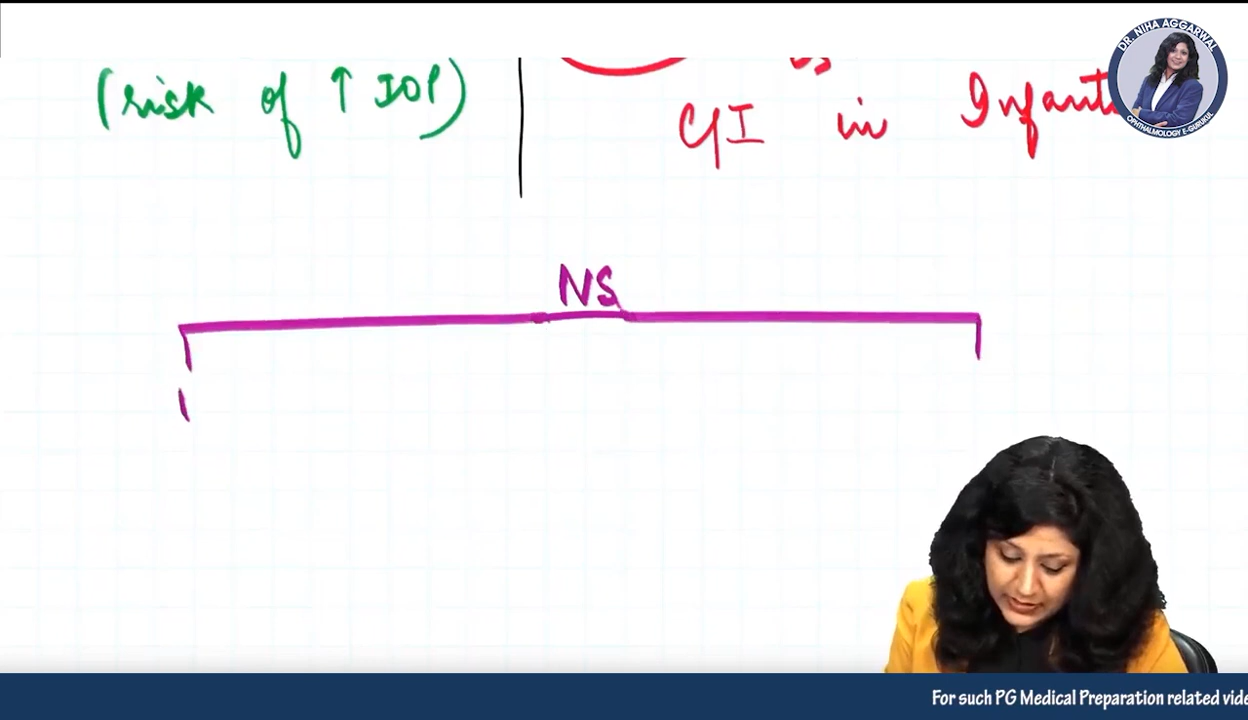 (risk of ↑ IOP)
CI in Infants
NS
DR. NIHA AGGARWAL
OPHTHALMOLOGY E-GURUKUL
For such PG Medical Preparation related vide